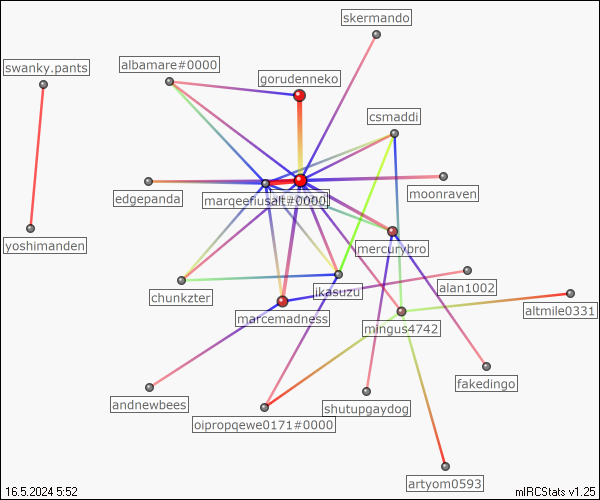 skermando
swanky.pants
albamare#0000
gorudenneko
csmaddi
edgepanda
moonraven
marqeefiusalt#0000
yoshimanden
mercurybro
chunkzter
ikasuzu
alan1002
marcemadness
mingus4742
altmile0331
fakedingo
andnewbees
shutupgaydog
oipropqewe0171#0000
artyom0593
16.5.2024 5:52
mIRCStats v1.25